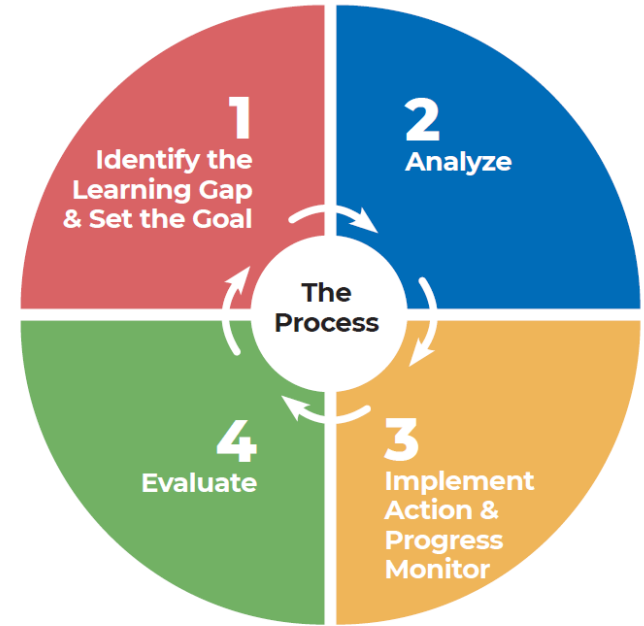 1
Identify the
Learning Gap
& Set the Goal
2
Analyze
The
Process
3
Implement
Action &
Progress
Monitor
4
Evaluate